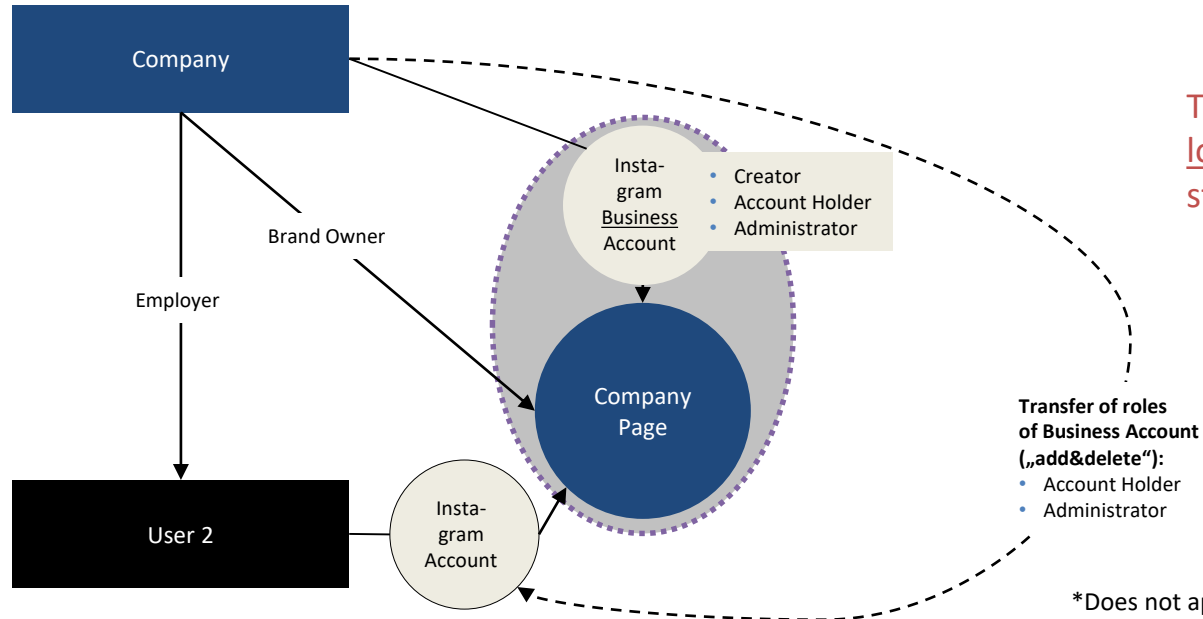 Company
Insta-
gram
Business
Account
• Creator
• Account Holder
• Administrator
Brand Owner
Employer
Company
Page
Transfer of roles
of Business Account
(„add&delete“):
• Account Holder
• Administrator
User 2
Insta-
gram
Account
*Does not